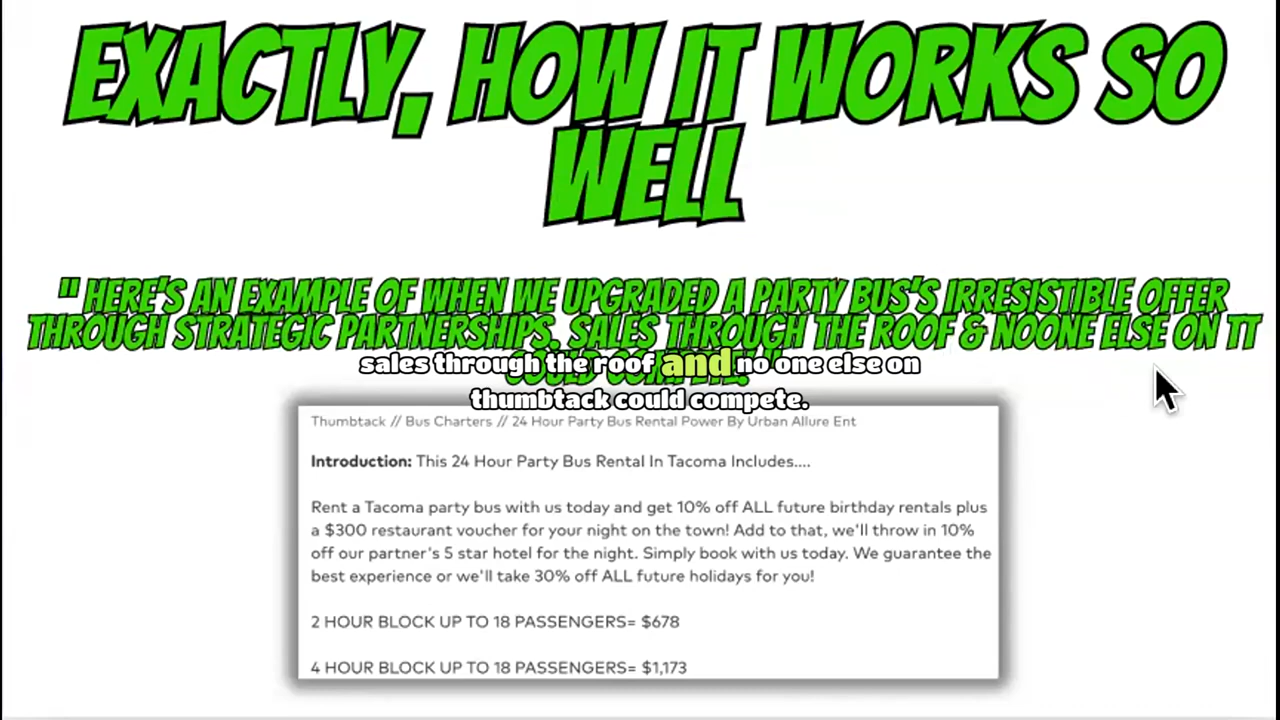 EXACTLY, HOW IT WORKS SO
WELL
" HERE'S AN EXAMPLE OF WHEN WE UPGRADED A PARTY BUS'S IRRESISTIBLE OFFER
THROUGH STRATEGIC PARTNERSHIPS. SALES THROUGH THE ROOF & NOONE ELSE ON TT
COULD COMPETE."
sales through the roof and no one else on
thumbtack could compete.
Thumbtack // Bus Charters // 24 Hour Party Bus Rental Power By Urban Allure Ent
Introduction: This 24 Hour Party Bus Rental In Tacoma Includes....
Rent a Tacoma party bus with us today and get 10% off ALL future birthday rentals plus
a $300 restaurant voucher for your night on the town! Add to that, we'll throw in 10%
off our partner's 5 star hotel for the night. Simply book with us today. We guarantee the
best experience or we'll take 30% off ALL future holidays for you!
2 HOUR BLOCK UP TO 18 PASSENGERS= $678
4 HOUR BLOCK UP TO 18 PASSENGERS= $1,173